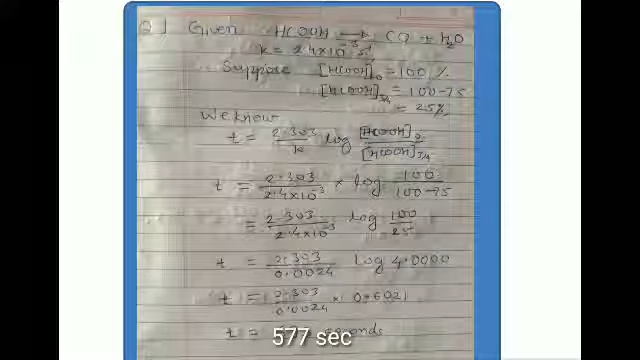 Q1 Given HCOOH → CO + H₂O
k = 2.4×10⁻³ s⁻¹
Suppose [HCOOH]₀ = 100 %
[HCOOH]₃/₄ = 100-75
= 25%
We know
t = 2.303/k log [HCOOH]₀/[HCOOH]₃/₄
t = 2.303/2.4×10⁻³ × log 100/100-75
= 2.303/2.4×10⁻³ log 100/25
t = 2.303/0.0024 log 4.0000
t = 2.303/0.0024 × 0.6021
t = 577 sec seconds